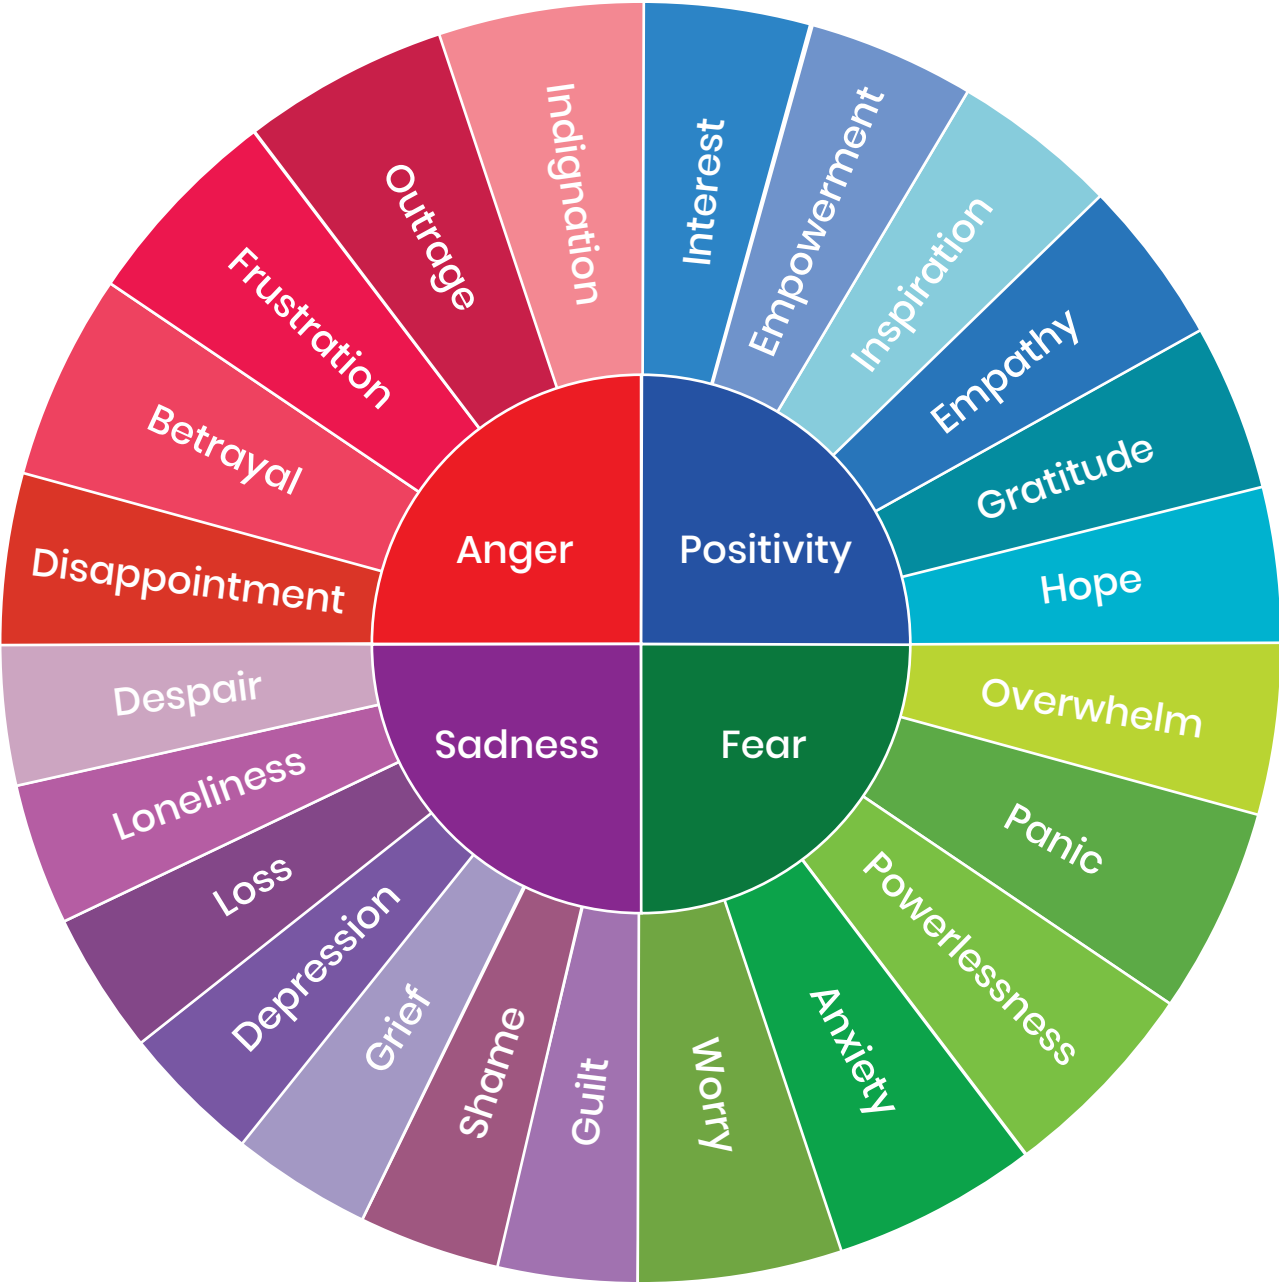 Anger
Positivity
Sadness
Fear
Interest
Empowerment
Inspiration
Empathy
Gratitude
Hope
Overwhelm
Panic
Powerlessness
Anxiety
Worry
Guilt
Shame
Grief
Depression
Loss
Loneliness
Despair
Disappointment
Betrayal
Frustration
Outrage
Indignation